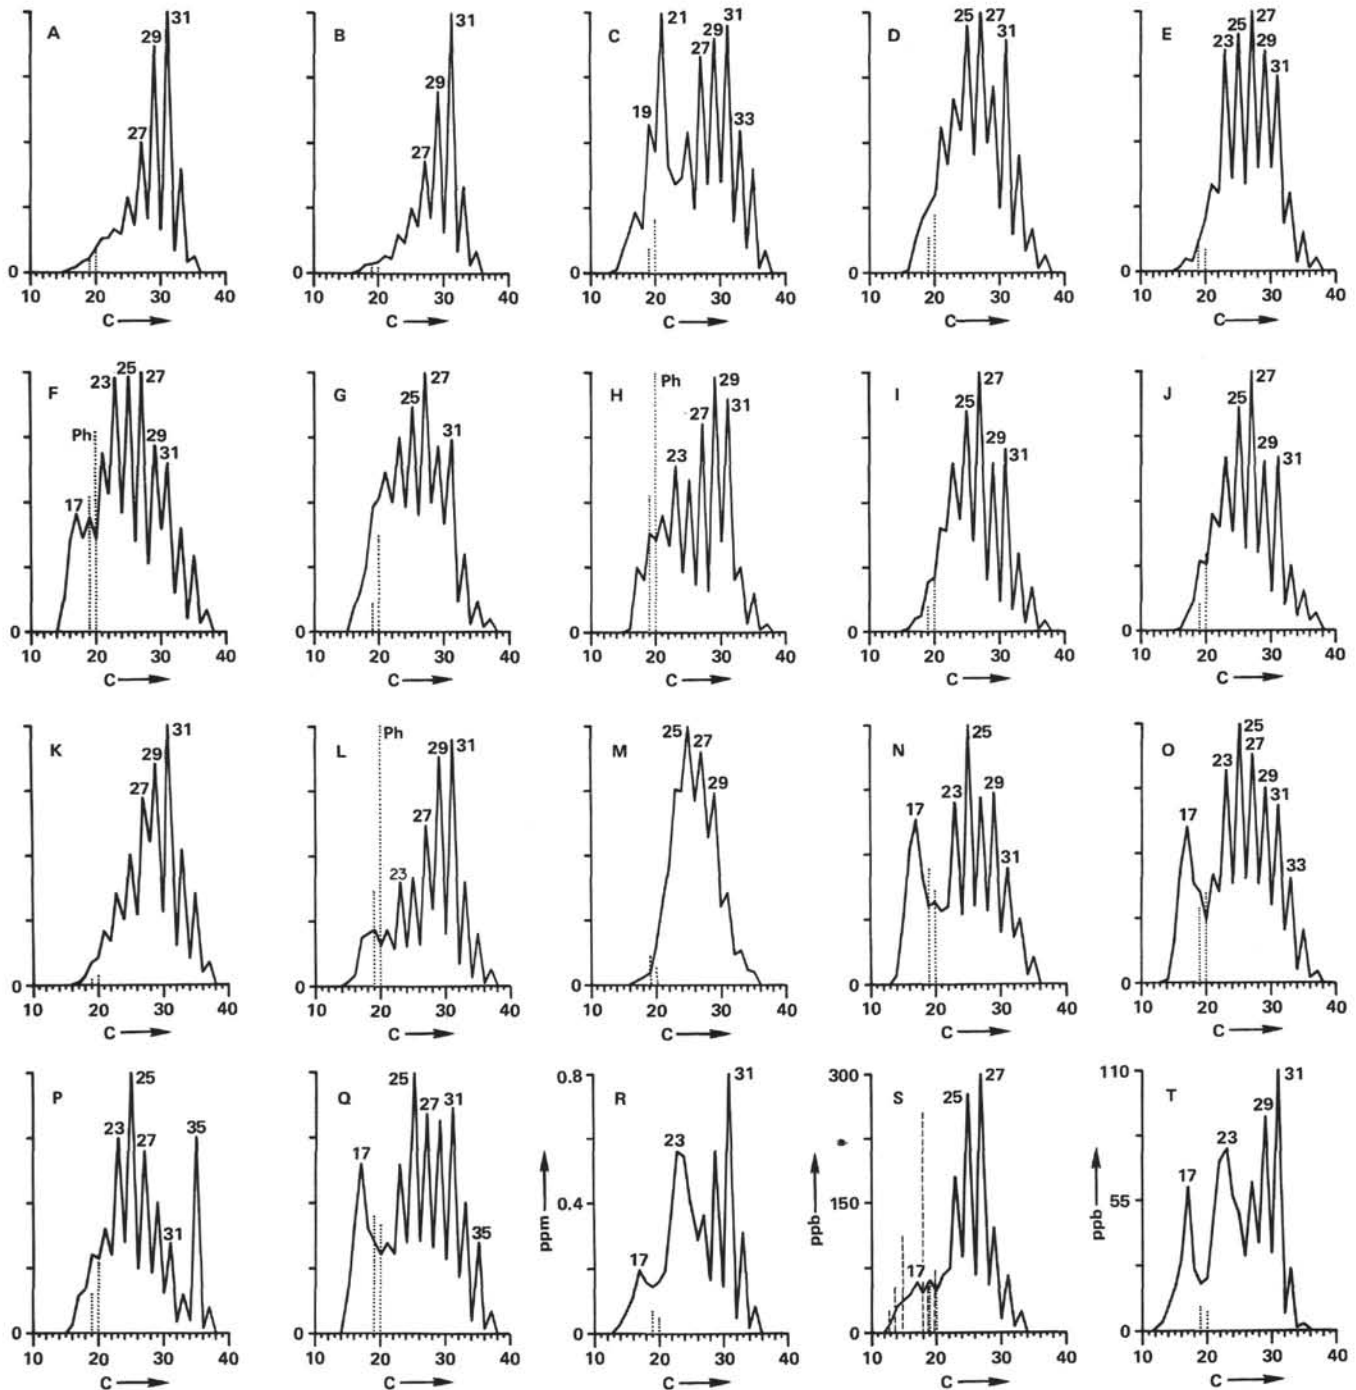 A 27 29 31
B 27 29 31
C 19 21 27 29 31 33
D 25 27 31
E 23 25 27 29 31
0 10 20 30 40 10 20 30 40 10 20 30 40 10 20 30 40 10 20 30 40
C C C C C
F 17 Ph 23 25 27 29 31
G 25 27 31
H Ph 23 27 29 31
I 25 27 29 31
J 25 27 29 31
0 0 0 0 0
10 20 30 40 10 20 30 40 10 20 30 40 10 20 30 40 10 20 30 40
C C C C C
K 27 29 31
L Ph 23 27 29 31
M 25 27 29
N 17 23 25 29 31
O 17 23 25 27 29 31 33
0 0 0 0 0
10 20 30 40 10 20 30 40 10 20 30 40 10 20 30 40 10 20 30 40
C C C C C
P 23 25 27 31 35
Q 17 25 27 31 35
R 17 23 31
0.8 0.4 0 ppm
S 17 25 27
300 150 0 ppb
T 17 23 29 31
110 55 0 ppb
0 0
10 20 30 40 10 20 30 40 10 20 30 40 10 20 30 40 10 20 30 40
C C C C C